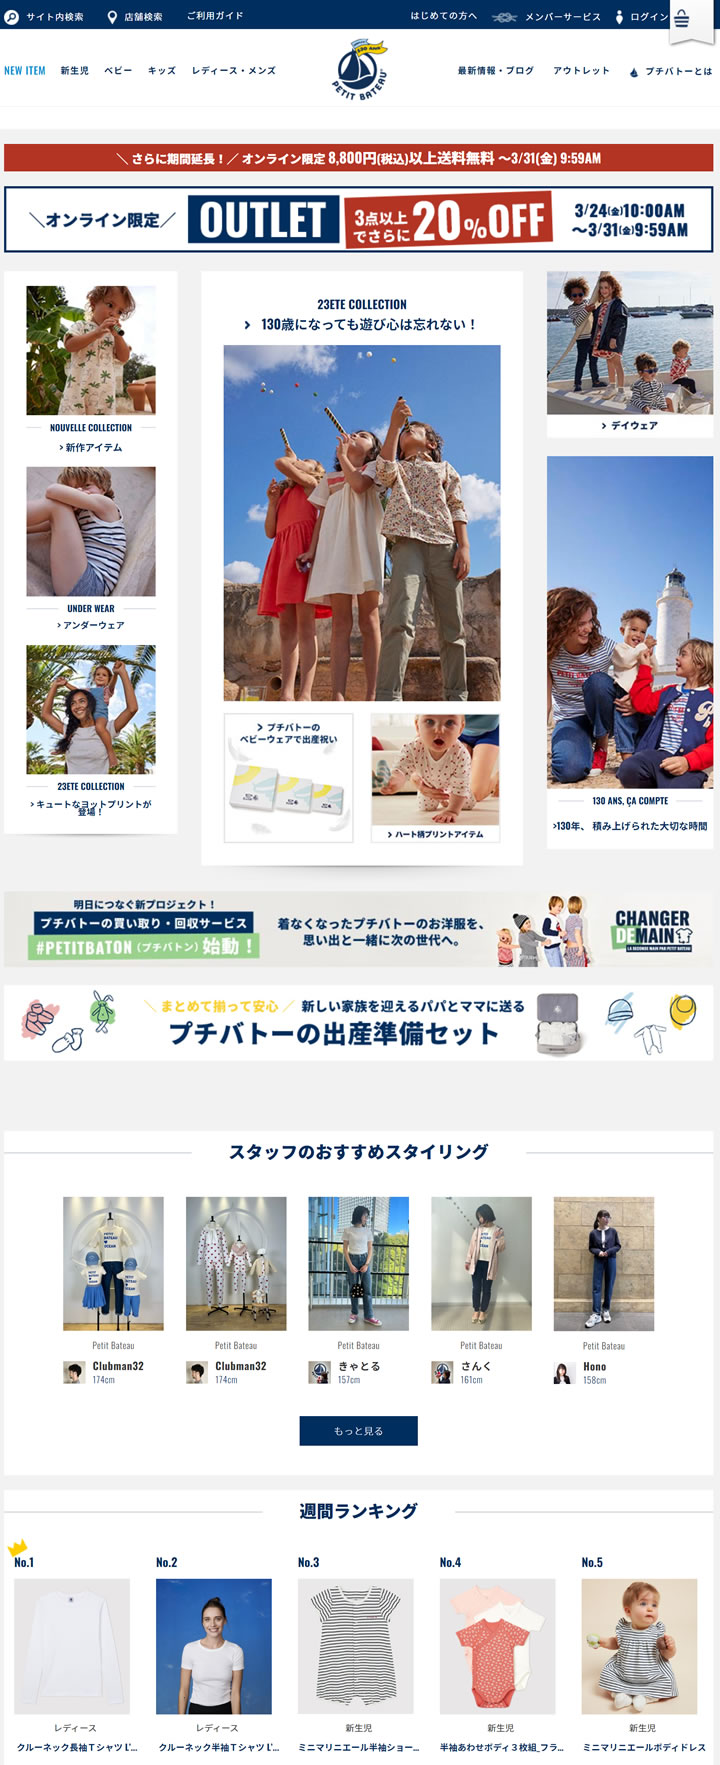 サイト内検索
店舗検索
ご利用ガイド
はじめての方へ
メンバーサービス
ログイン
NEW ITEM
新生児
ベビー
キッズ
レディース・メンズ
130 ANS
PETIT BATEAU
最新情報・ブログ
アウトレット
プチバトーとは
＼ さらに期間延長！／ オンライン限定 8,800円(税込)以上送料無料 〜3/31(金) 9:59AM
＼オンライン限定／
OUTLET
3点以上
でさらに20%OFF
3/24(金)10:00AM
〜3/31(金)9:59AM
NOUVELLE COLLECTION
> 新作アイテム
UNDER WEAR
> アンダーウェア
23ETE COLLECTION
> キュートなヨットプリントが
登場！
23ETE COLLECTION
> 130歳になっても遊び心は忘れない！
> プチバトーの
ベビーウェアで出産祝い
> ハート柄プリントアイテム
> デイウェア
130 ANS, ÇA COMPTE
>130年、 積み上げられた大切な時間
明日につなぐ新プロジェクト！
プチバトーの買い取り・回収サービス
#PETITBATON（プチバトン）始動！
着なくなったプチバトーのお洋服を、
思い出と一緒に次の世代へ。
CHANGER
DEMAIN
LA SECONDE MAIN PAR PETIT BATEAU
＼ まとめて揃って安心 ／ 新しい家族を迎えるパパとママに送る
プチバトーの出産準備セット
スタッフのおすすめスタイリング
Petit Bateau
Clubman32
174cm
Petit Bateau
Clubman32
174cm
Petit Bateau
きゃとる
157cm
Petit Bateau
さんく
161cm
Petit Bateau
Hono
158cm
もっと見る
週間ランキング
No.1
No.2
No.3
No.4
No.5
レディース
クルーネック長袖Ｔシャツ L'...
レディース
クルーネック半袖Ｔシャツ L'...
新生児
ミニマリニエール半袖ショー...
新生児
半袖あわせボディ３枚組_フラ...
新生児
ミニマリニエールボディドレス